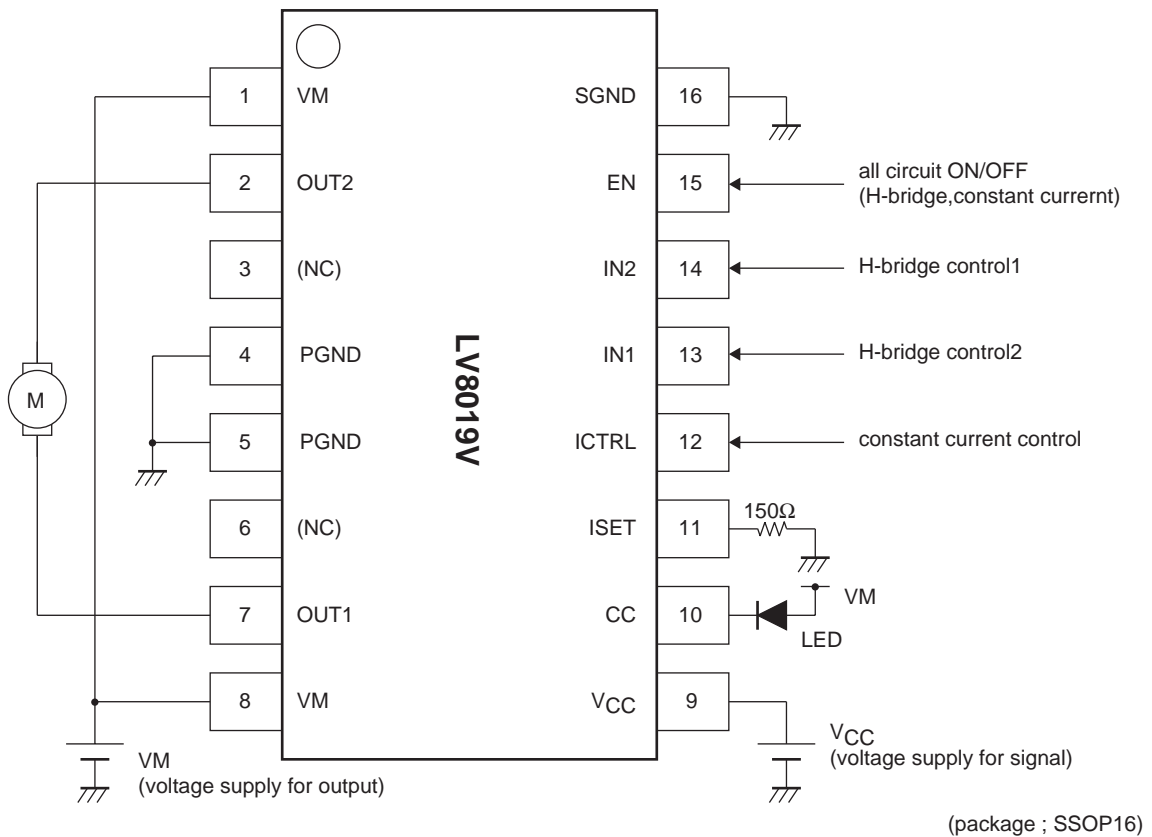 1 VM
SGND 16
2 OUT2
EN 15
all circuit ON/OFF
(H-bridge,constant currernt)
3 (NC)
IN2 14
H-bridge control1
4 PGND
IN1 13
H-bridge control2
LV8019V
M
5 PGND
ICTRL 12
constant current control
6 (NC)
ISET 11
150Ω
7 OUT1
CC 10
VM
LED
8 VM
VCC 9
VM
(voltage supply for output)
VCC
(voltage supply for signal)
(package ; SSOP16)